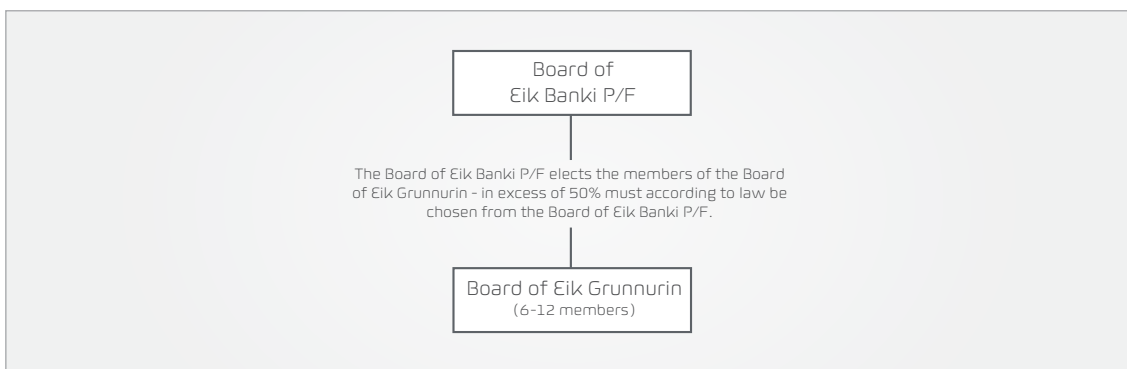 Board of
Eik Banki P/F
The Board of Eik Banki P/F elects the members of the Board
of Eik Grunnurin - in excess of 50% must according to law be
chosen from the Board of Eik Banki P/F.
Board of Eik Grunnurin
(6-12 members)